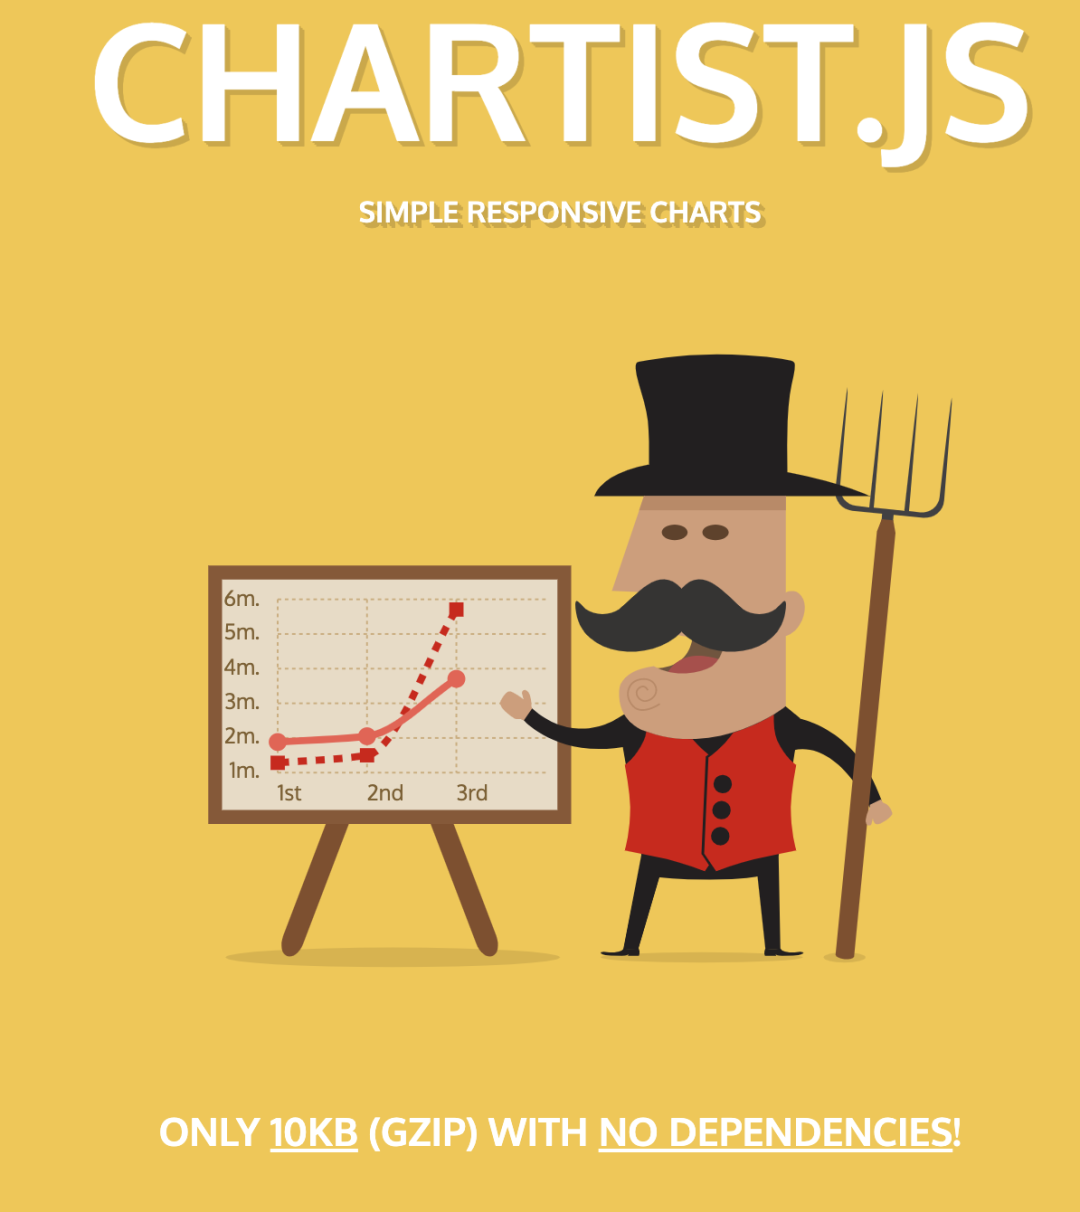 CHARTIST.JS
SIMPLE RESPONSIVE CHARTS
6m.
5m.
4m.
3m.
2m.
1m.
1st 2nd 3rd
ONLY 10KB (GZIP) WITH NO DEPENDENCIES!